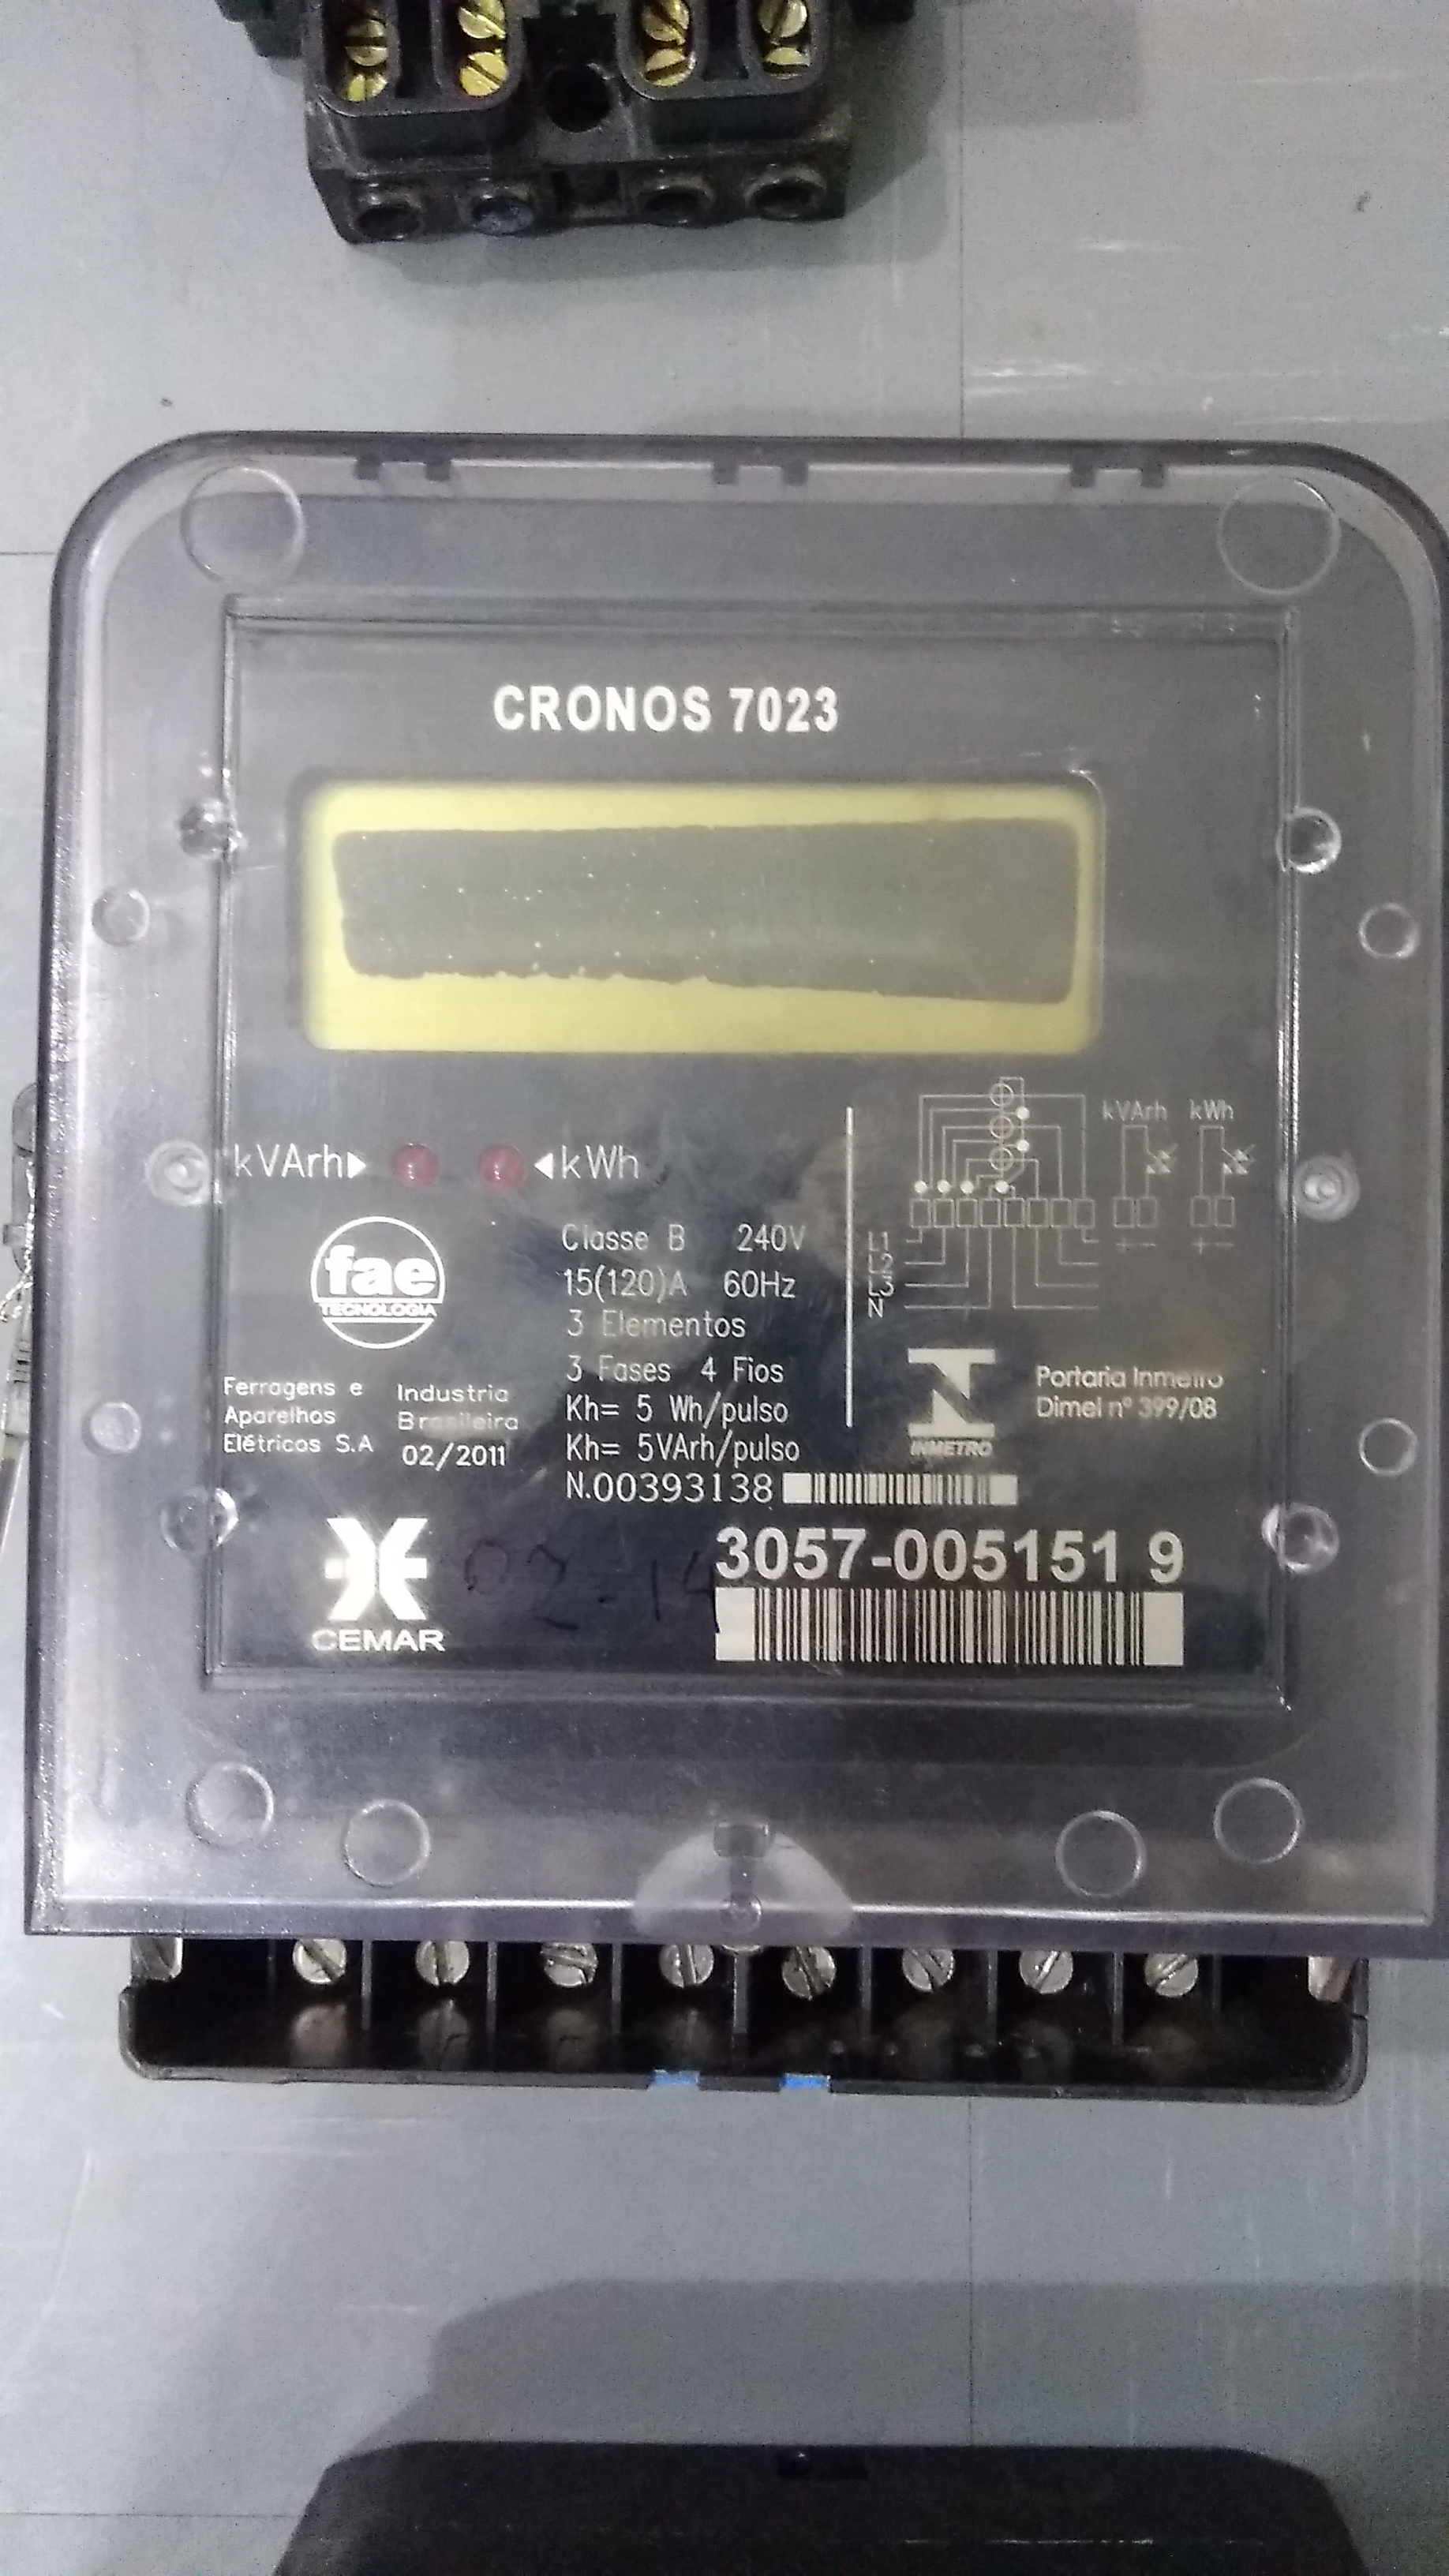 CRONOS 7023
kVArh kWh
kVArh
kWh
L1
L2
L3
N
+ -
+ -
fae
TECNOLOGIA
Classe B 240V
15(120)A 60Hz
3 Elementos
3 Fases 4 Fios
Kh= 5 Wh/pulso
Kh= 5VArh/pulso
N.00393138
Ferragens e
Aparelhos
Elétricos S.A
Industria
Brasileira
02/2011
INMETRO
Portaria Inmetro
Dimel nº 399/08
CEMAR
02-14
3057-005151 9